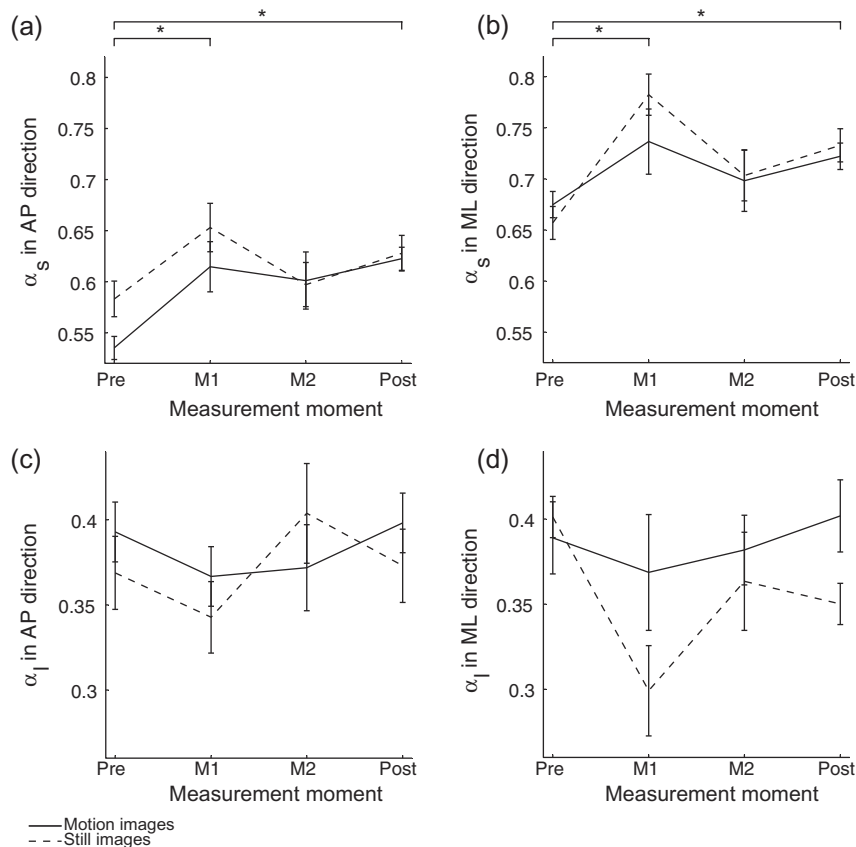 (a)
*
*
0.8
0.75
0.7
0.65
0.6
0.55
αs in AP direction
Pre M1 M2 Post
Measurement moment
(b)
*
*
0.8
0.75
0.7
0.65
0.6
0.55
αs in ML direction
Pre M1 M2 Post
Measurement moment
(c)
0.4
0.35
0.3
αl in AP direction
Pre M1 M2 Post
Measurement moment
(d)
0.4
0.35
0.3
αl in ML direction
Pre M1 M2 Post
Measurement moment
Motion images
Still images